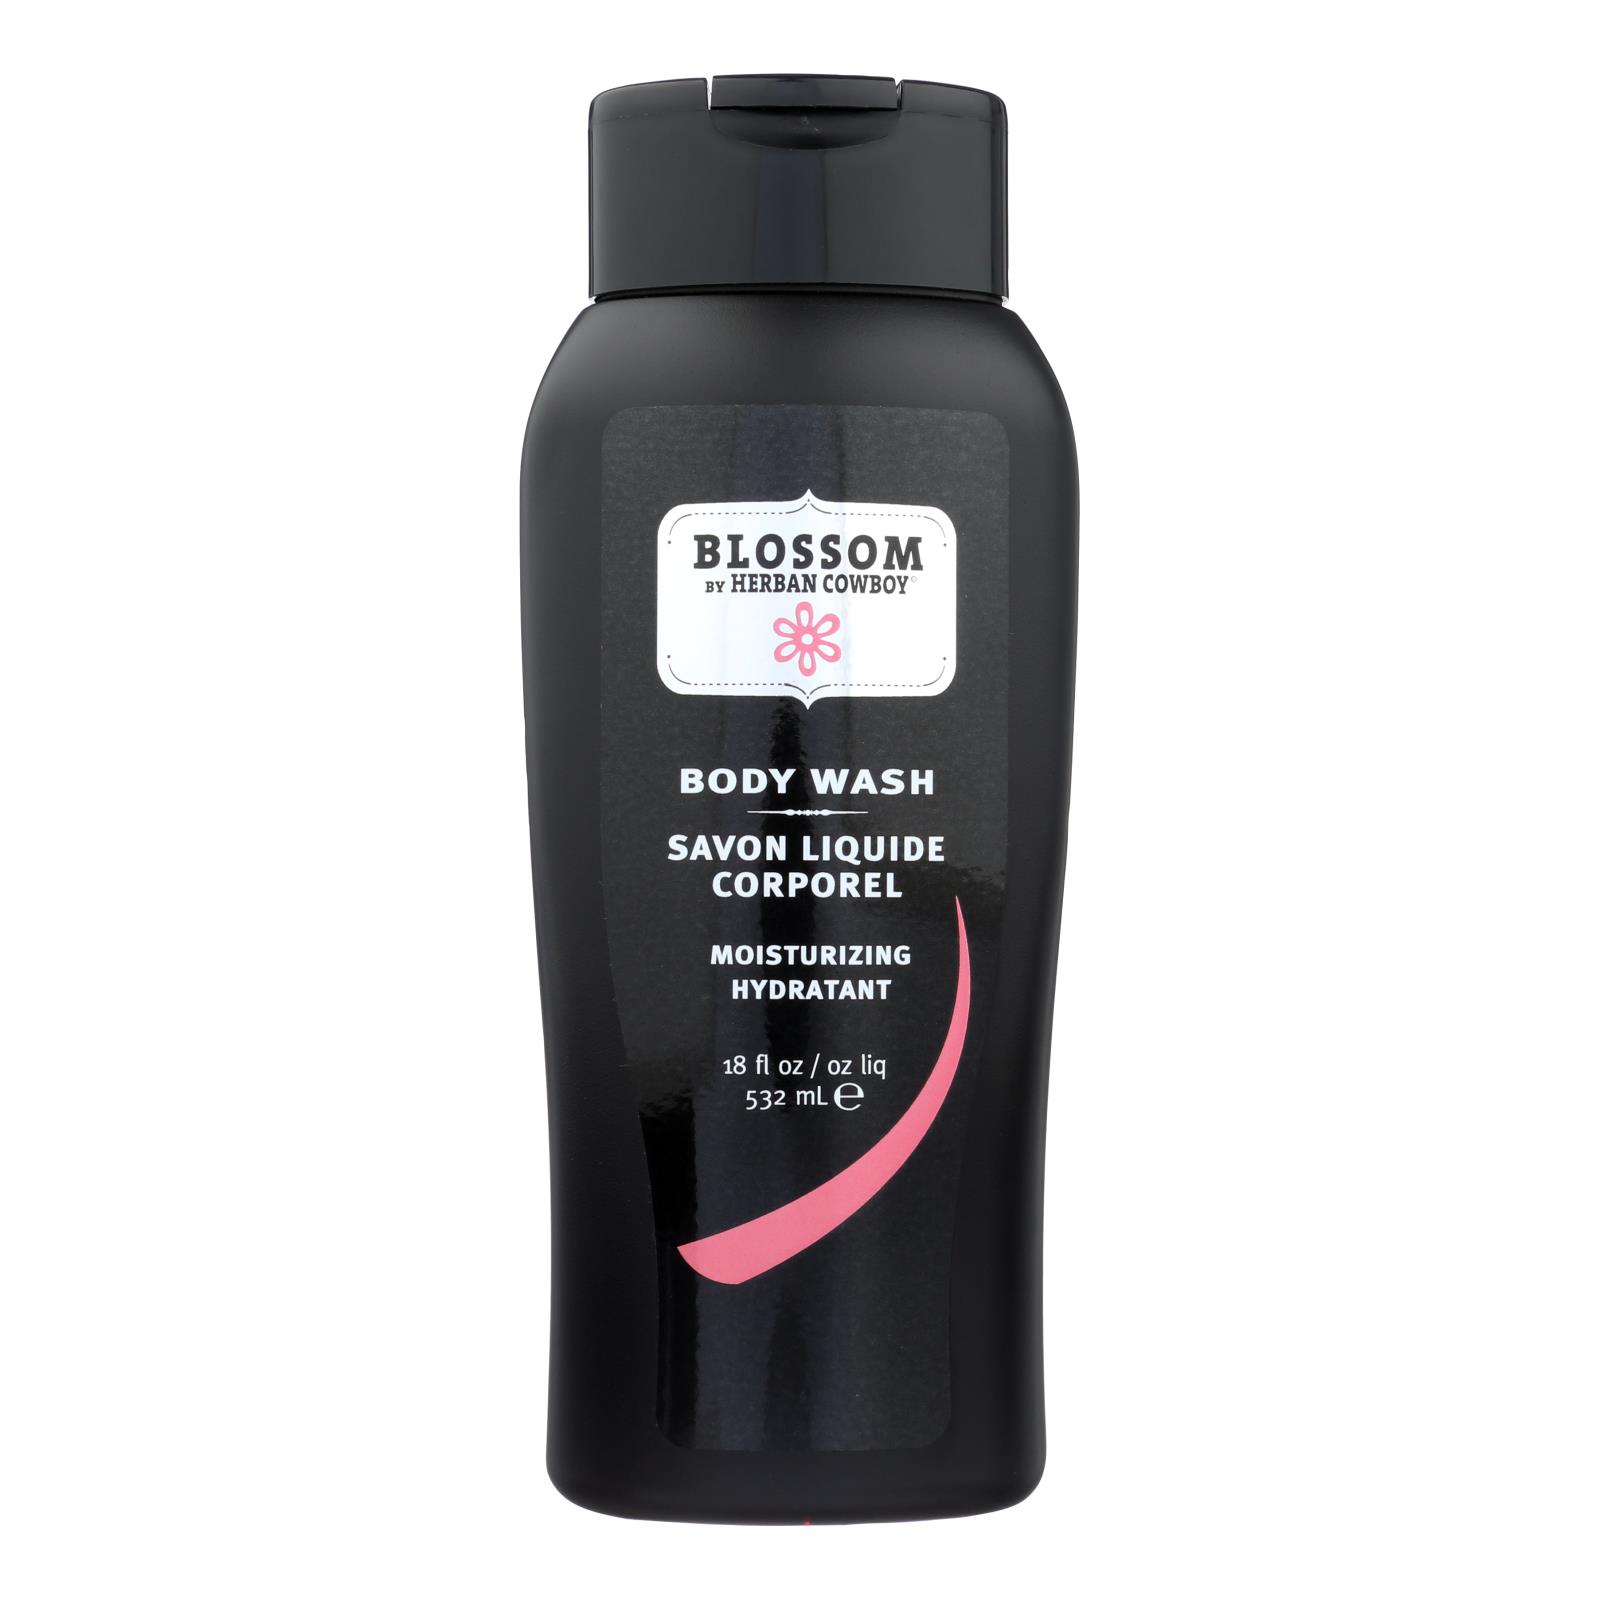 BLOSSOM
BY HERBAN COWBOY©
BODY WASH
SAVON LIQUIDE
CORPOREL
MOISTURIZING
HYDRATANT
18 fl oz / oz liq
532 mL ℮